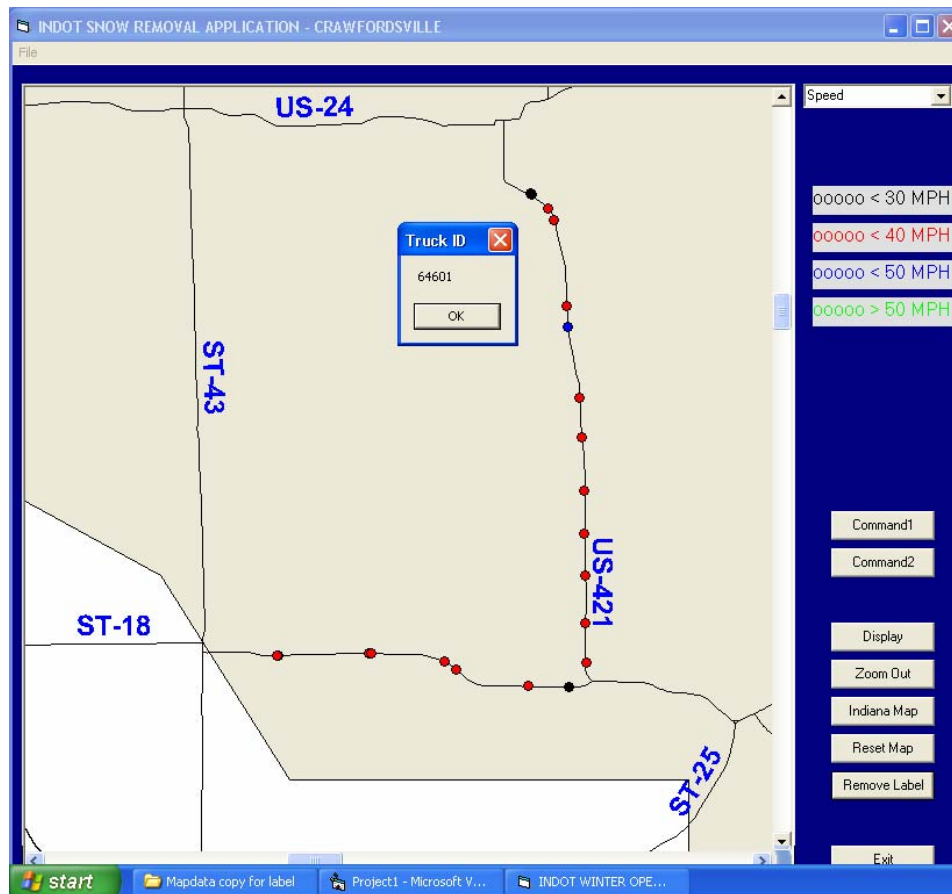 INDOT SNOW REMOVAL APPLICATION - CRAWFORDSVILLE
File
US-24
Speed
ooooo < 30 MPH
ooooo < 40 MPH
ooooo < 50 MPH
ooooo > 50 MPH
Truck ID
64601
OK
ST-43
US-421
ST-18
ST-25
Command1
Command2
Display
Zoom Out
Indiana Map
Reset Map
Remove Label
Exit
start
Mapdata copy for label
Project1 - Microsoft V...
INDOT WINTER OPE...